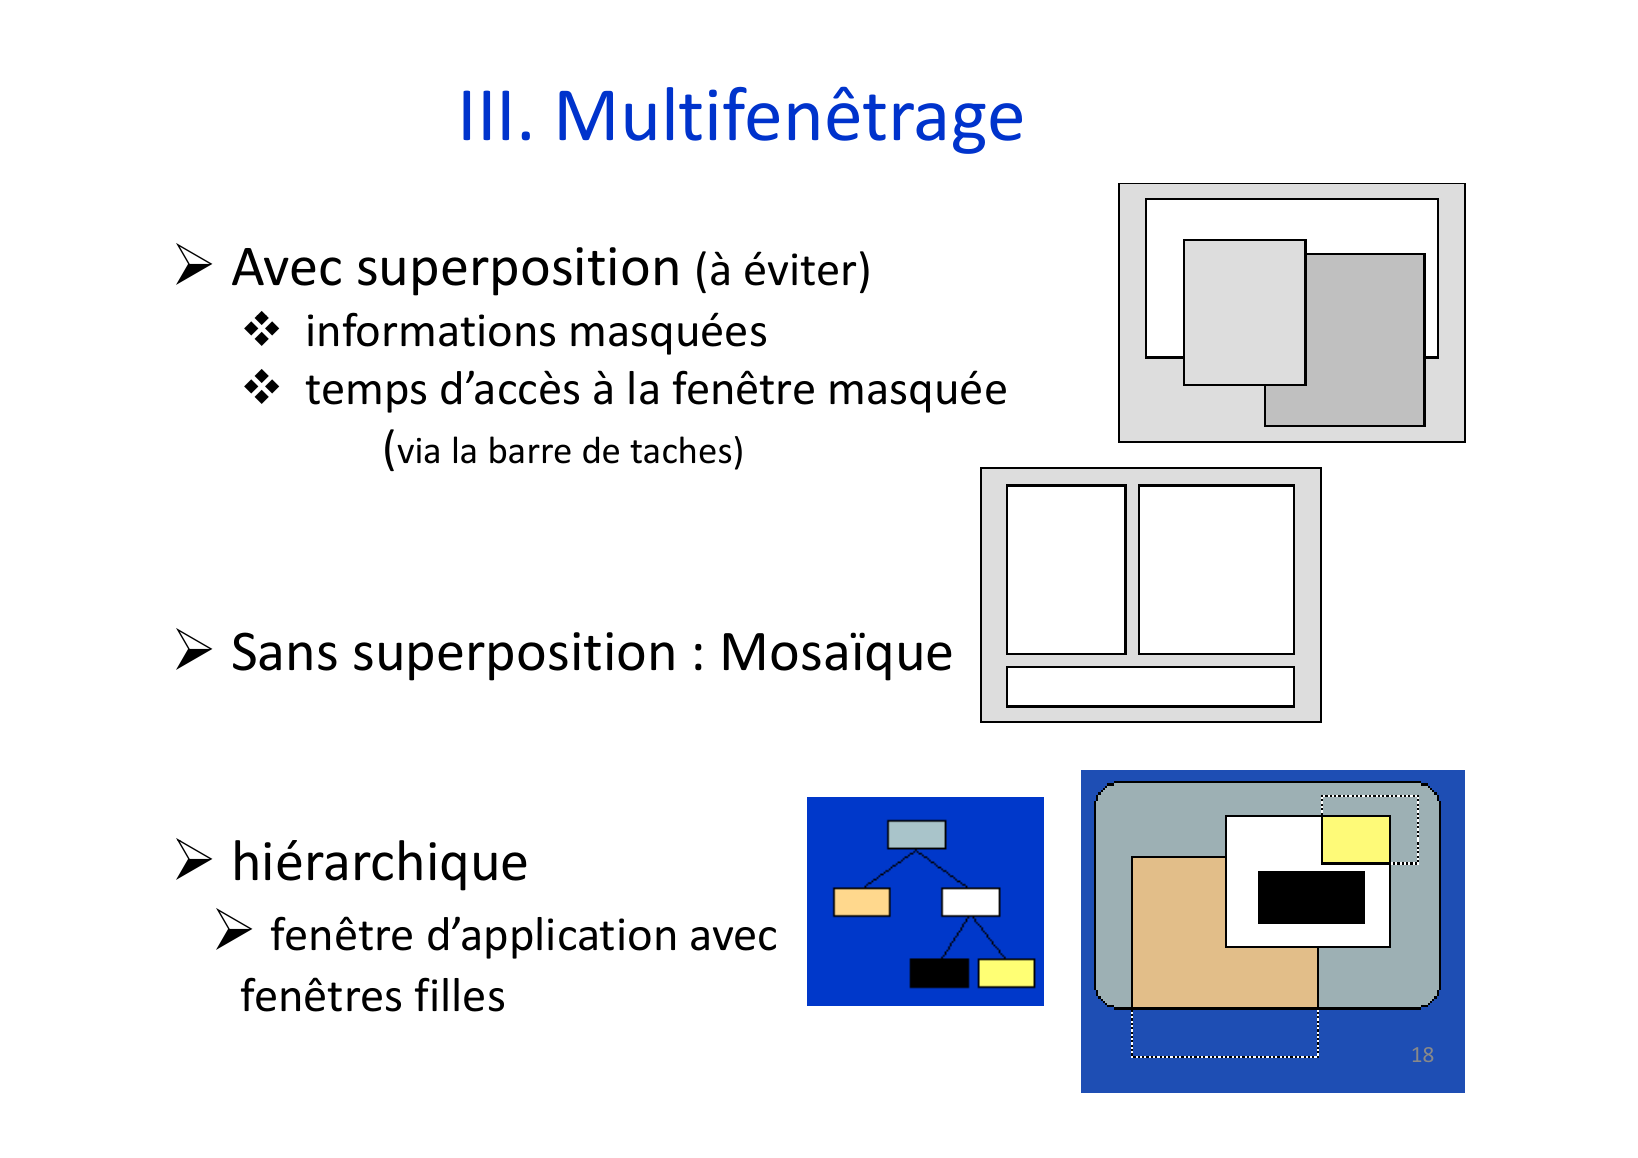 III. Multifenêtrage
Avec superposition (à éviter)
informations masquées
temps d’accès à la fenêtre masquée
(via la barre de taches)
Sans superposition : Mosaïque
hiérarchique
fenêtre d’application avec
fenêtres filles
18